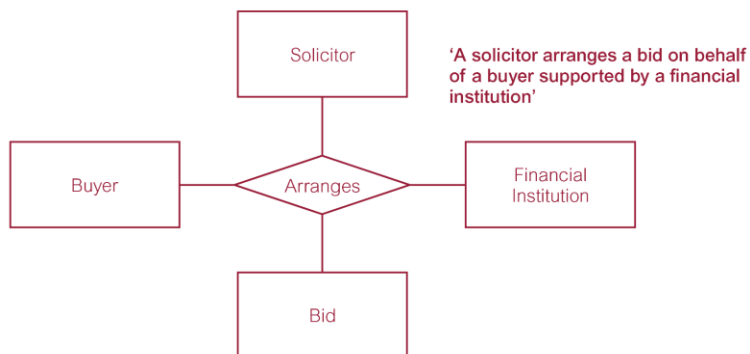 Solicitor
‘A solicitor arranges a bid on behalf
of a buyer supported by a financial
institution’
Buyer
Arranges
Financial
Institution
Bid